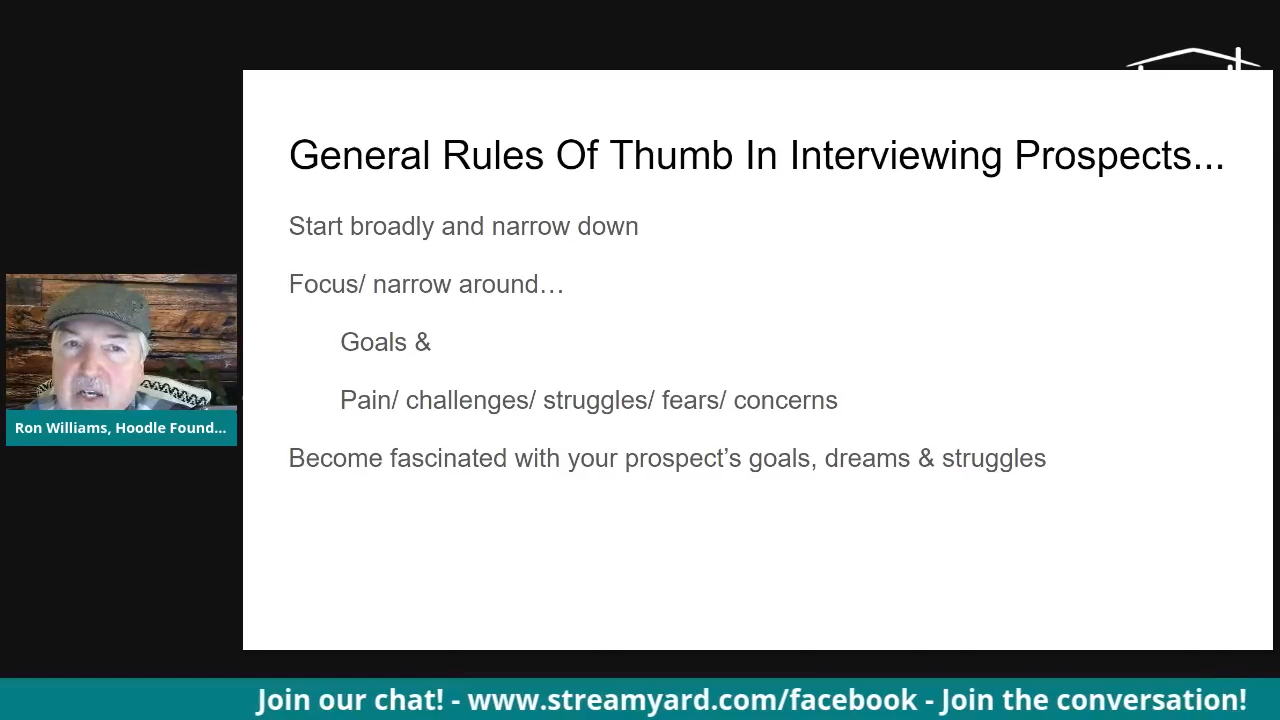 General Rules Of Thumb In Interviewing Prospects...
Start broadly and narrow down
Focus/ narrow around…
Goals &
Pain/ challenges/ struggles/ fears/ concerns
Become fascinated with your prospect’s goals, dreams & struggles
Ron Williams, Hoodle Found...
Join our chat! - www.streamyard.com/facebook - Join the conversation!